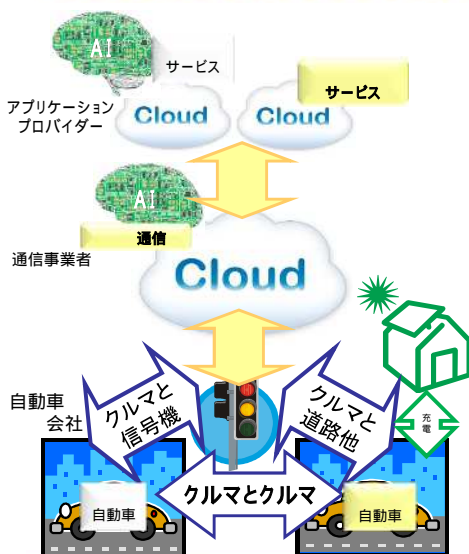 AI
サービス
サービス
アプリケーション
プロバイダー
Cloud
Cloud
AI
通信
通信事業者
Cloud
自動車
会社
クルマと
信号機
クルマと
道路他
充
電
クルマとクルマ
自動車
自動車